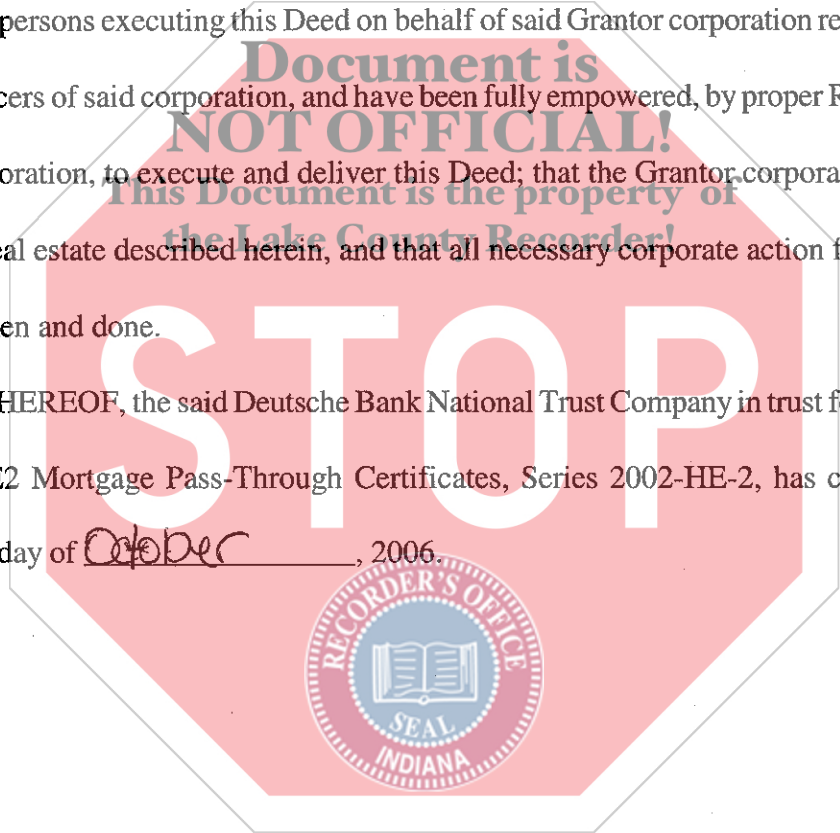 persons executing this Deed on behalf of said Grantor corporation re
Document is
cers of said corporation, and have been fully empowered, by proper R
NOT OFFICIAL!
oration, to execute and deliver this Deed; that the Grantor corpora
This Document is the property of
eal estate described herein, and that all necessary corporate action f
the Lake County Recorder!
en and done.
STOP
HEREOF, the said Deutsche Bank National Trust Company in trust f
E2 Mortgage Pass-Through Certificates, Series 2002-HE-2, has c
day of October, 2006.
RECORDER'S OFFICE
SEAL
INDIANA